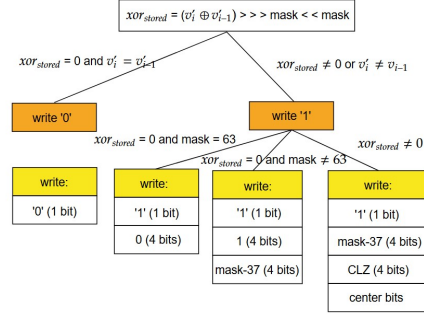 xor_stored = (v'_i ⊕ v'_{i−1}) >>> mask << mask
xor_stored = 0 and v'_i = v'_{i−1}
xor_stored ≠ 0 or v'_i ≠ v_{i−1}
write '0'
write '1'
xor_stored = 0 and mask = 63
xor_stored = 0 and mask ≠ 63
xor_stored ≠ 0
write:
'0' (1 bit)
write:
'1' (1 bit)
0 (4 bits)
write:
'1' (1 bit)
1 (4 bits)
mask-37 (4 bits)
write:
'1' (1 bit)
mask-37 (4 bits)
CLZ (4 bits)
center bits